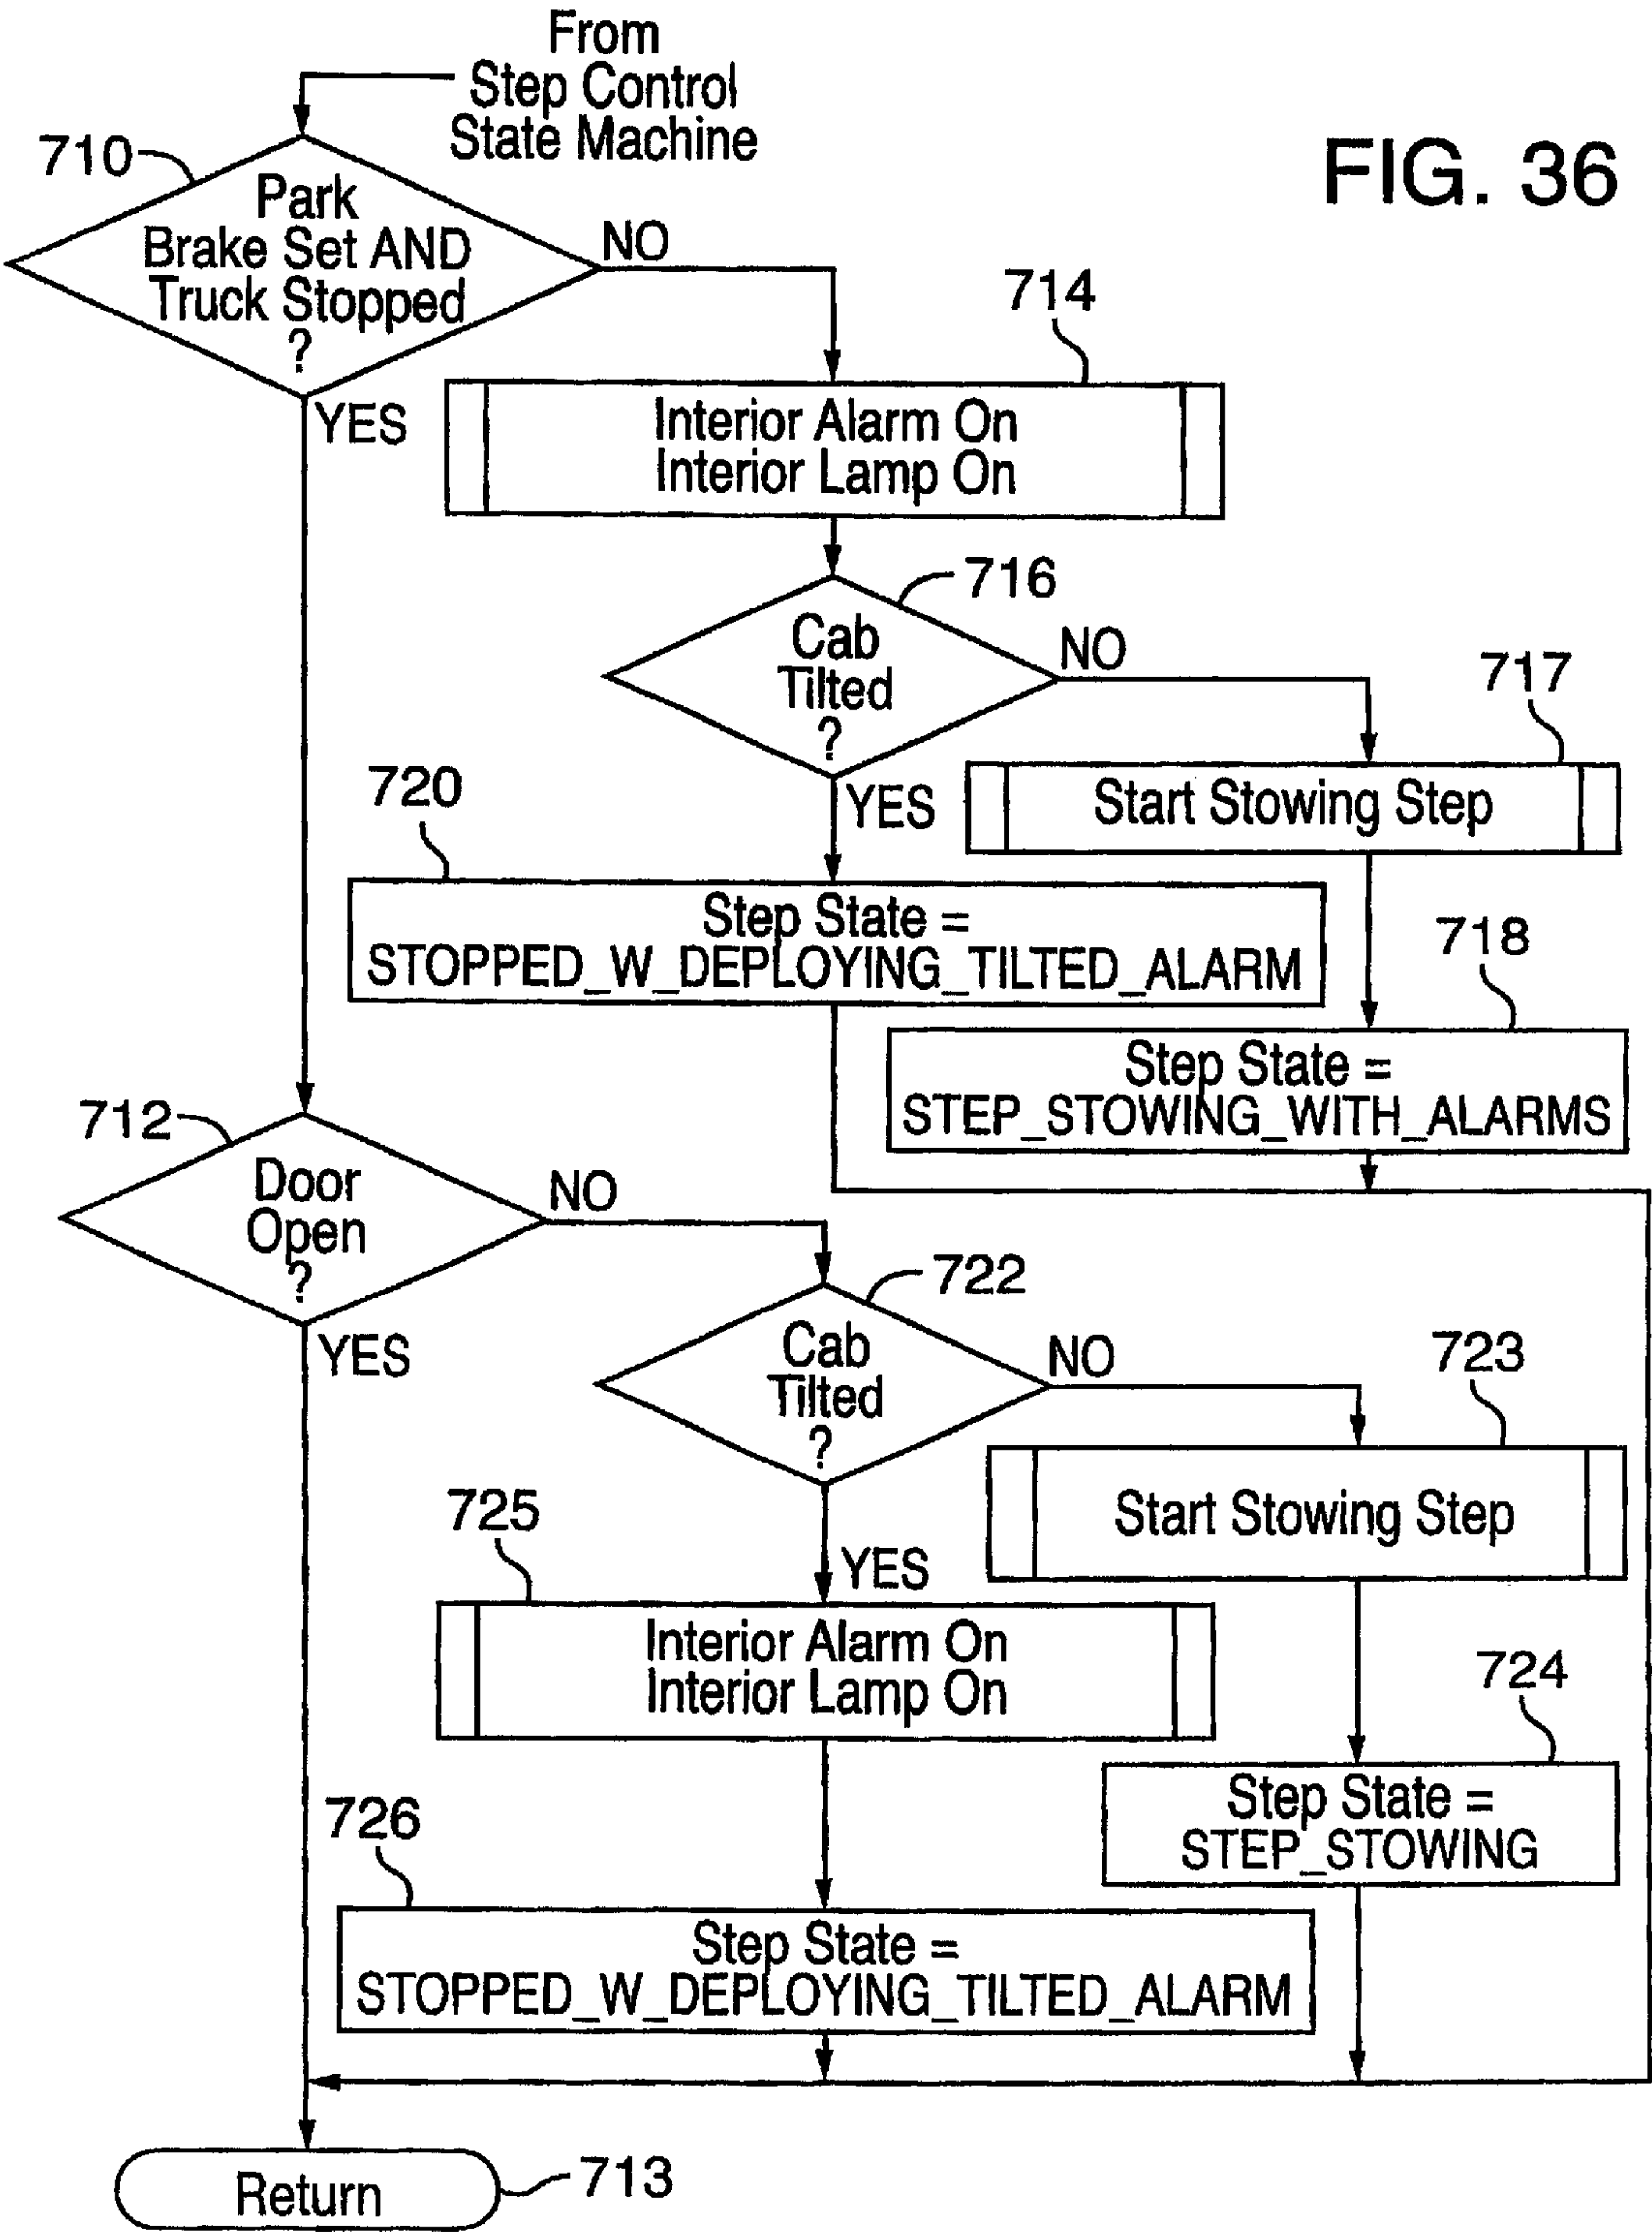 From
Step Control
State Machine
FIG. 36
710
Park
Brake Set AND
Truck Stopped
?
NO
YES
714
Interior Alarm On
Interior Lamp On
716
Cab
Tilted
?
NO
YES
717
Start Stowing Step
720
Step State =
STOPPED_W_DEPLOYING_TILTED_ALARM
718
Step State =
STEP_STOWING_WITH_ALARMS
712
Door
Open
?
NO
YES
722
Cab
Tilted
?
NO
YES
723
Start Stowing Step
725
Interior Alarm On
Interior Lamp On
724
Step State =
STEP_STOWING
726
Step State =
STOPPED_W_DEPLOYING_TILTED_ALARM
Return
713